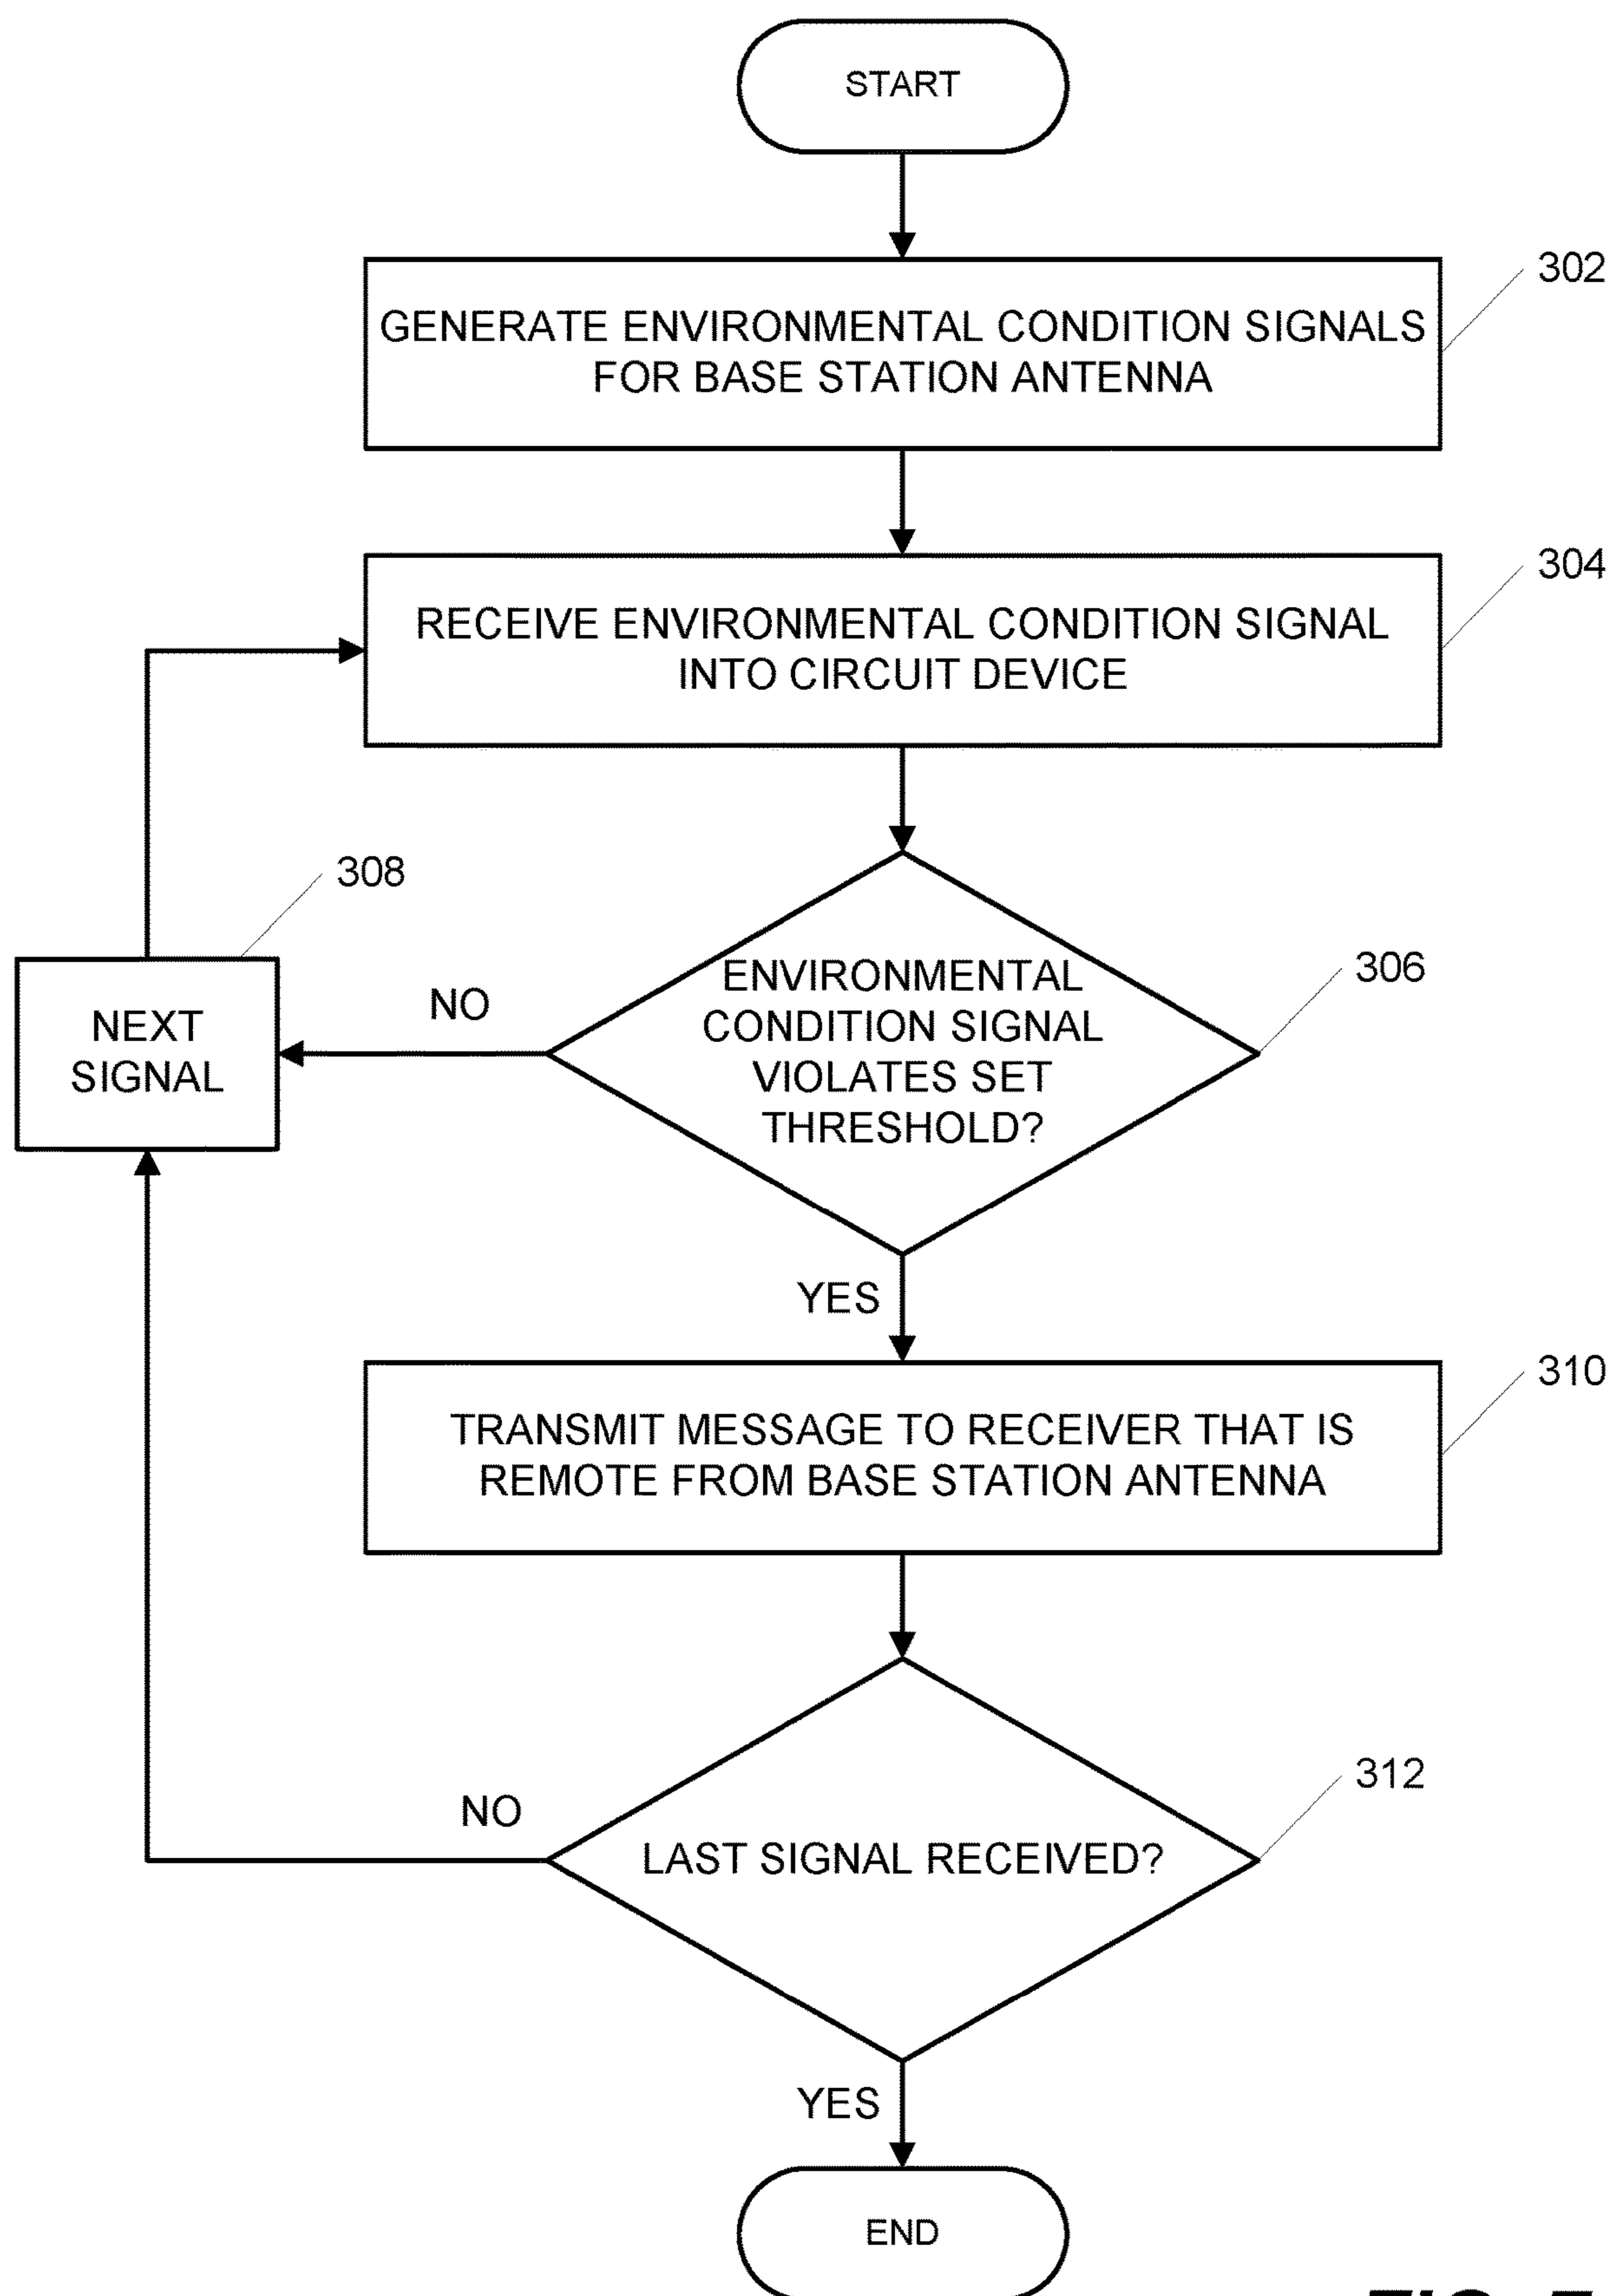 START
302
GENERATE ENVIRONMENTAL CONDITION SIGNALS
FOR BASE STATION ANTENNA
304
RECEIVE ENVIRONMENTAL CONDITION SIGNAL
INTO CIRCUIT DEVICE
308
306
ENVIRONMENTAL
CONDITION SIGNAL
VIOLATES SET
THRESHOLD?
NO
NEXT
SIGNAL
YES
310
TRANSMIT MESSAGE TO RECEIVER THAT IS
REMOTE FROM BASE STATION ANTENNA
312
NO
LAST SIGNAL RECEIVED?
YES
END